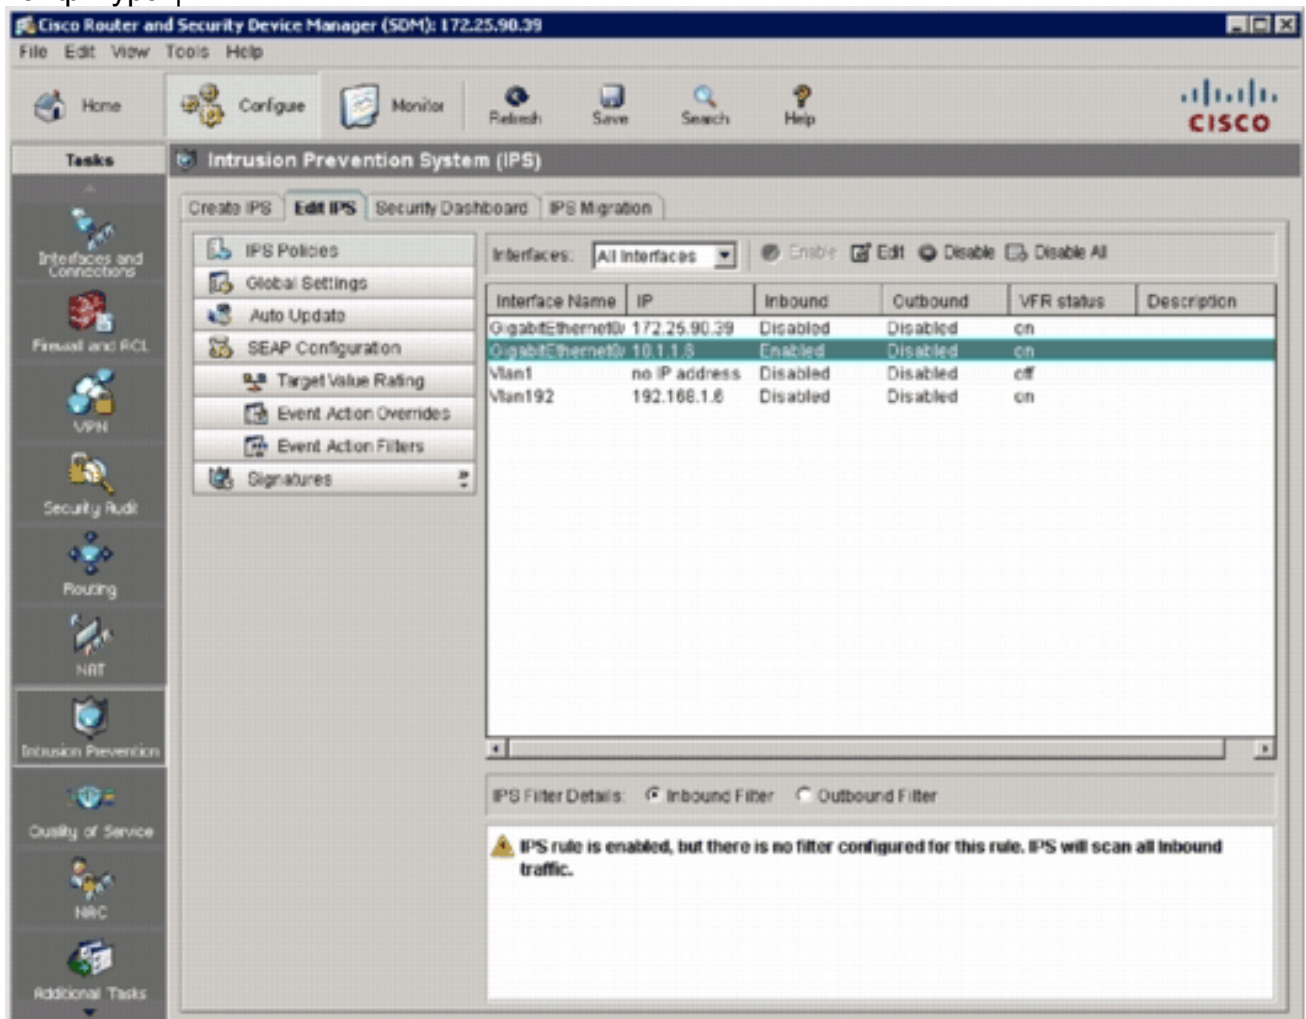 Cisco Router and Security Device Manager (SDM): 172.25.90.39
File Edit View Tools Help
Home Configure Monitor Refresh Save Search Help
CISCO
Tasks
Intrusion Prevention System (IPS)
Create IPS Edit IPS Security Dashboard IPS Migration
Interfaces and Connections
Firewall and ACL
VPN
Security Audit
Routing
NAT
Intrusion Prevention
Quality of Service
NAC
Additional Tasks
IPS Policies
Global Settings
Auto Update
SEAP Configuration
Target Value Rating
Event Action Overrides
Event Action Filters
Signatures
Interfaces: All Interfaces Enable Edit Disable Disable All
Interface Name IP Inbound Outbound VFR status Description
GigabitEthernet0/ 172.25.90.39 Disabled Disabled on
GigabitEthernet0/ 10.1.1.6 Enabled Disabled on
Vlan1 no IP address Disabled Disabled off
Vlan192 192.168.1.6 Disabled Disabled on
IPS Filter Details: Inbound Filter Outbound Filter
IPS rule is enabled, but there is no filter configured for this rule. IPS will scan all Inbound
traffic.